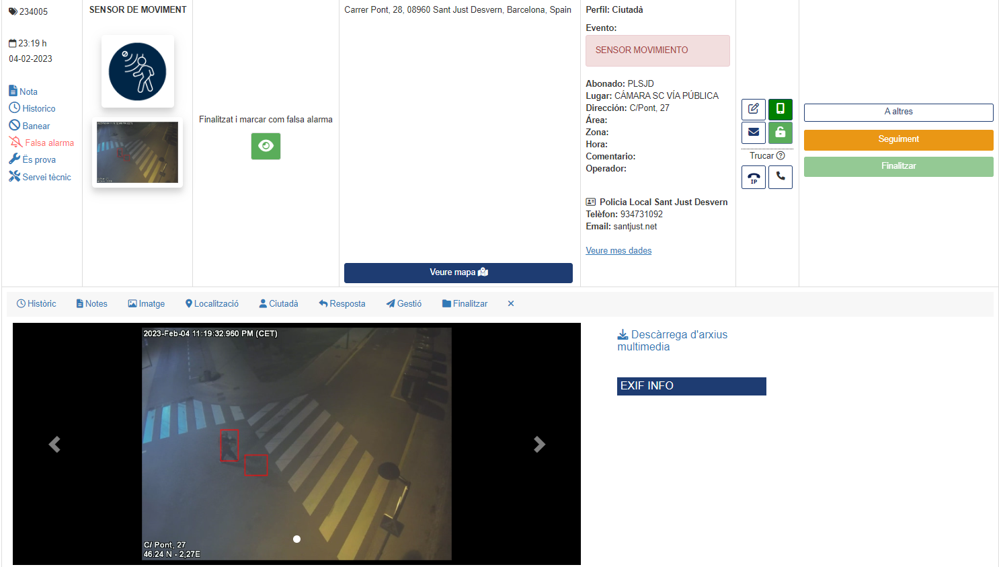 234005
23:19 h
04-02-2023
Nota
Historico
Banear
Falsa alarma
És prova
Servei tècnic
SENSOR DE MOVIMENT
Finalitzat i marcar com falsa alarma
Carrer Pont, 28, 08960 Sant Just Desvern, Barcelona, Spain
Veure mapa
Perfil: Ciutadà
Evento:
SENSOR MOVIMIENTO
Abonado: PLSJD
Lugar: CÁMARA SC VÍA PÚBLICA
Dirección: C/Pont, 27
Área:
Zona:
Hora:
Comentario:
Operador:
Policia Local Sant Just Desvern
Telèfon: 934731092
Email: santjust.net
Veure mes dades
Trucar
IP
A altres
Seguiment
Finalitzar
Històric
Notes
Imatge
Localització
Ciutadà
Resposta
Gestió
Finalitzar
2023-Feb-04 11:19:32.960 PM (CET)
C/ Pont, 27
46.24 N - 2,27E
Descàrrega d'arxius
multimedia
EXIF INFO